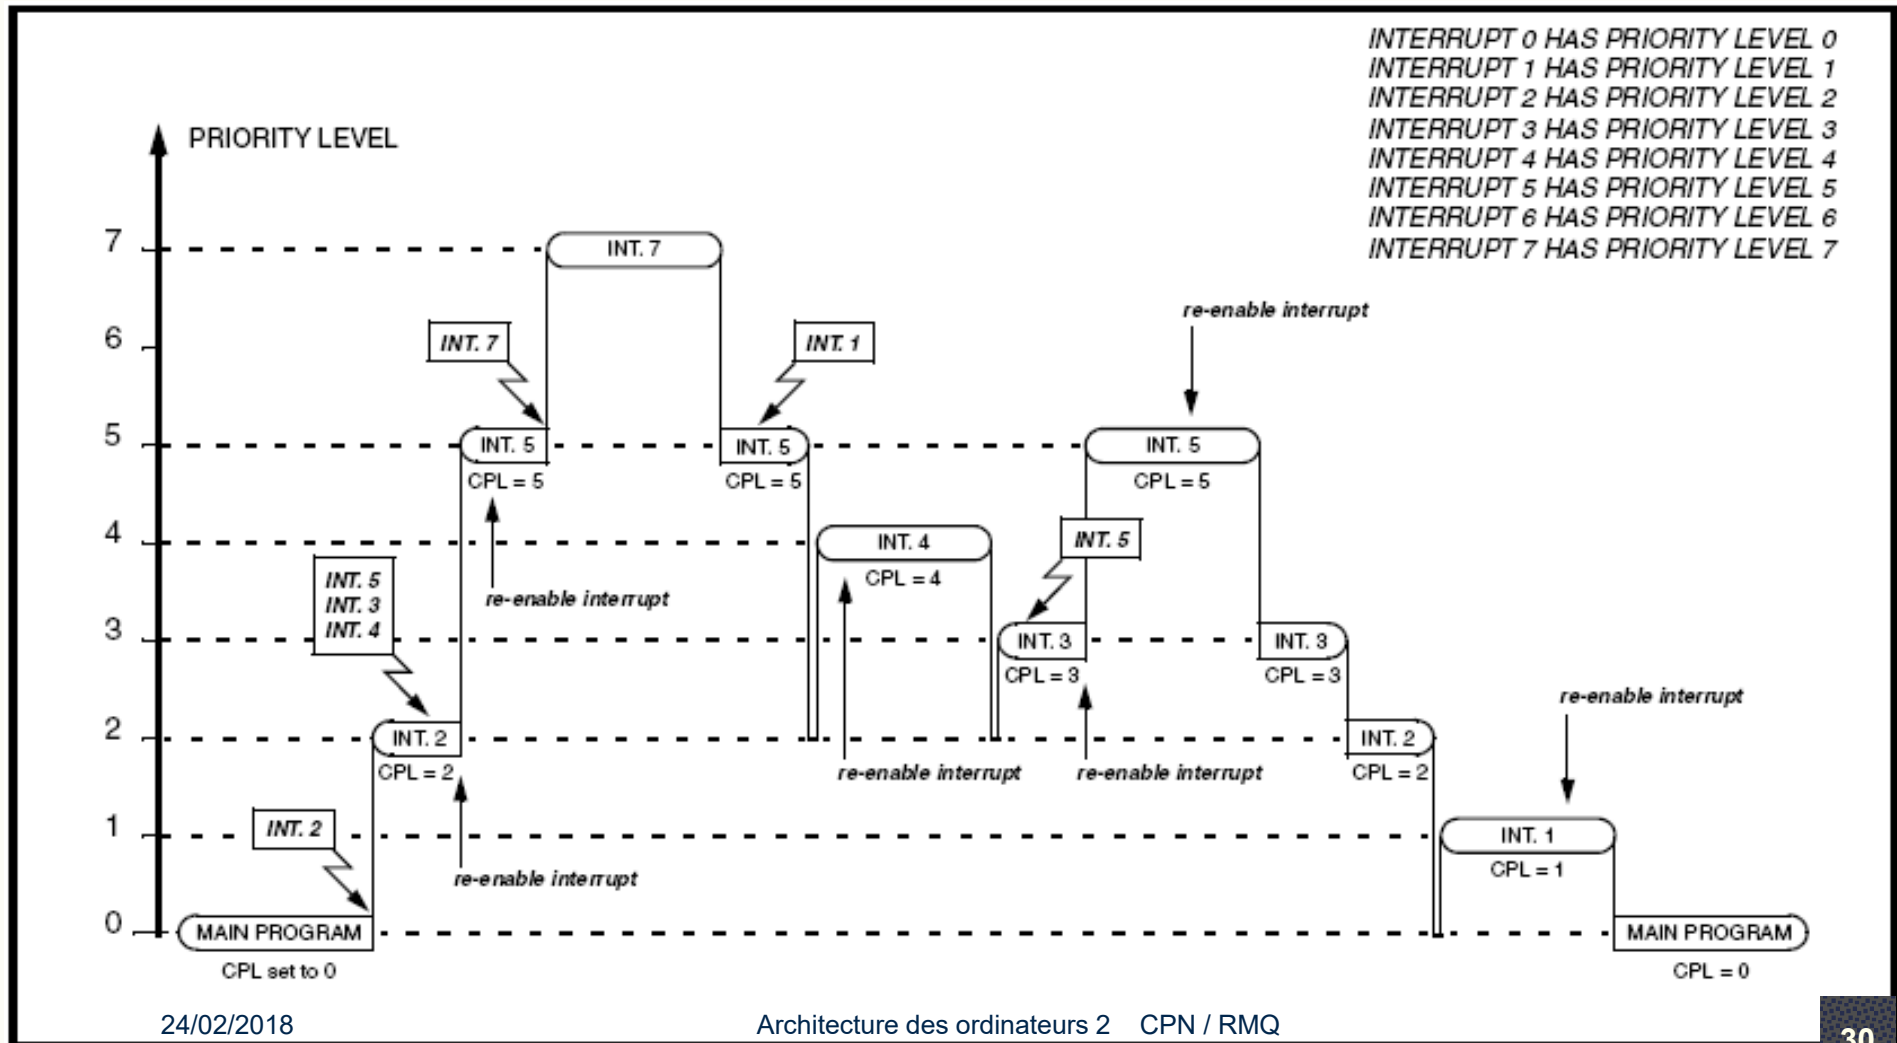 INTERRUPT 0 HAS PRIORITY LEVEL 0
INTERRUPT 1 HAS PRIORITY LEVEL 1
INTERRUPT 2 HAS PRIORITY LEVEL 2
INTERRUPT 3 HAS PRIORITY LEVEL 3
INTERRUPT 4 HAS PRIORITY LEVEL 4
INTERRUPT 5 HAS PRIORITY LEVEL 5
INTERRUPT 6 HAS PRIORITY LEVEL 6
INTERRUPT 7 HAS PRIORITY LEVEL 7
PRIORITY LEVEL
7
INT. 7
re-enable interrupt
6
INT. 7
INT. 1
5
INT. 5
INT. 5
INT. 5
CPL = 5
CPL = 5
CPL = 5
4
INT. 4
INT. 5
CPL = 4
INT. 5
INT. 3
INT. 4
re-enable interrupt
3
INT. 3
INT. 3
CPL = 3
CPL = 3
re-enable interrupt
2
INT. 2
INT. 2
CPL = 2
re-enable interrupt
re-enable interrupt
CPL = 2
1
INT. 2
INT. 1
CPL = 1
re-enable interrupt
0
MAIN PROGRAM
MAIN PROGRAM
CPL set to 0
CPL = 0
24/02/2018
Architecture des ordinateurs 2 CPN / RMQ
30